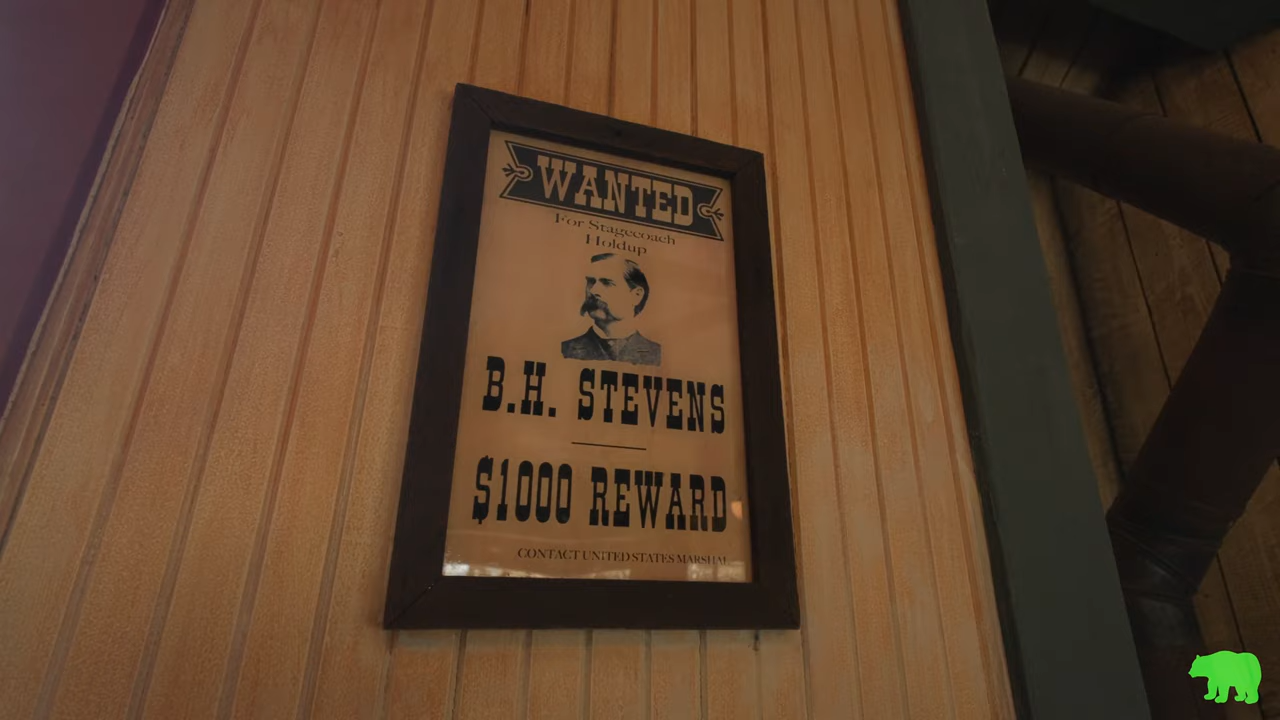 WANTED
For Stagecoach
Holdup
B.H. STEVENS
$1000 REWARD
CONTACT UNITED STATES MARSHAL